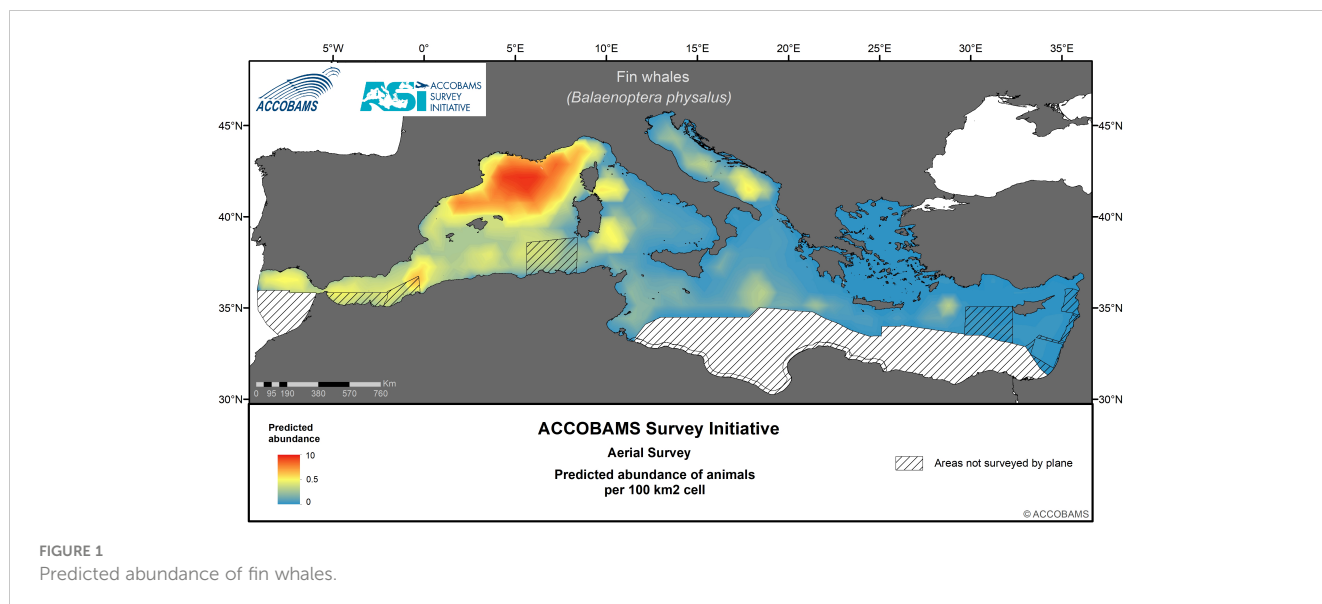 5°W 0° 5°E 10°E 15°E 20°E 25°E 30°E 35°E
ACCOBAMS
ASI
ACCOBAMS
SURVEY
INITIATIVE
Fin whales
(Balaenoptera physalus)
45°N 45°N
40°N 40°N
35°N 35°N
30°N 30°N
Km
0 95 190 380 570 760
Predicted
abundance
10
0.5
0
ACCOBAMS Survey Initiative
Aerial Survey
Predicted abundance of animals
per 100 km2 cell
Areas not surveyed by plane
© ACCOBAMS
FIGURE 1
Predicted abundance of fin whales.